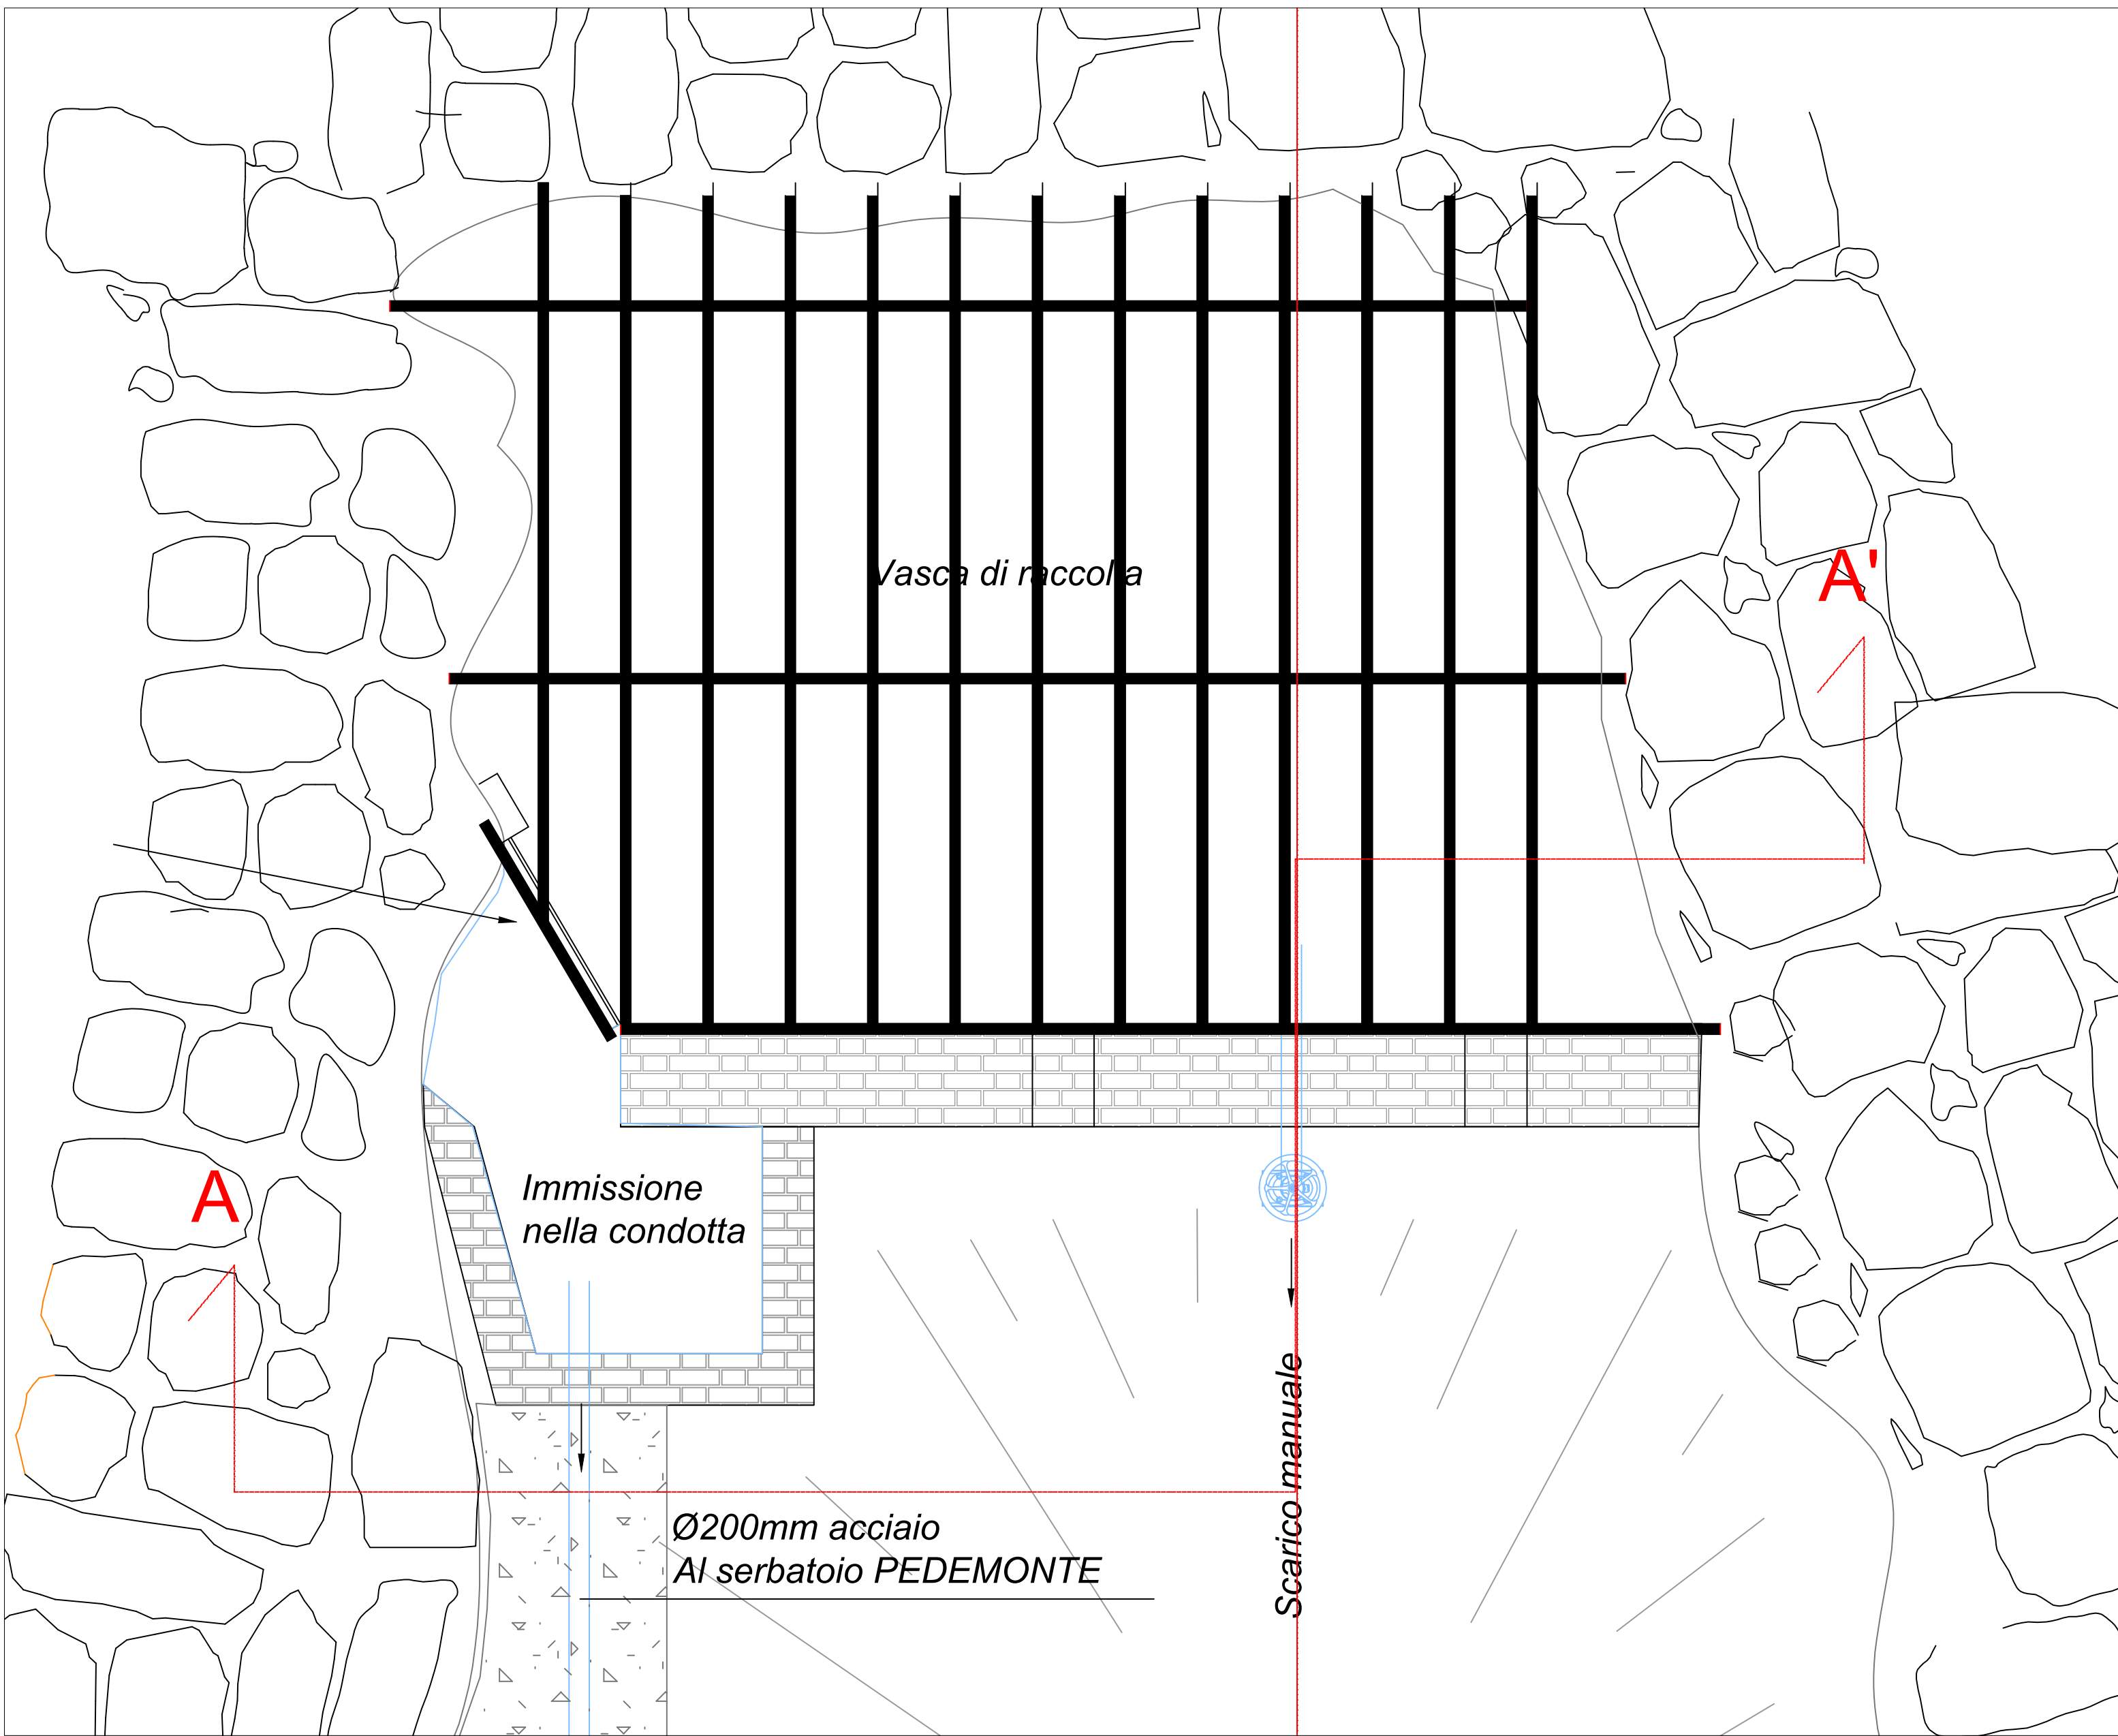 Vasca di raccolta
A'
A
Immissione
nella condotta
Scarico manuale
Ø200mm acciaio
Al serbatoio PEDEMONTE